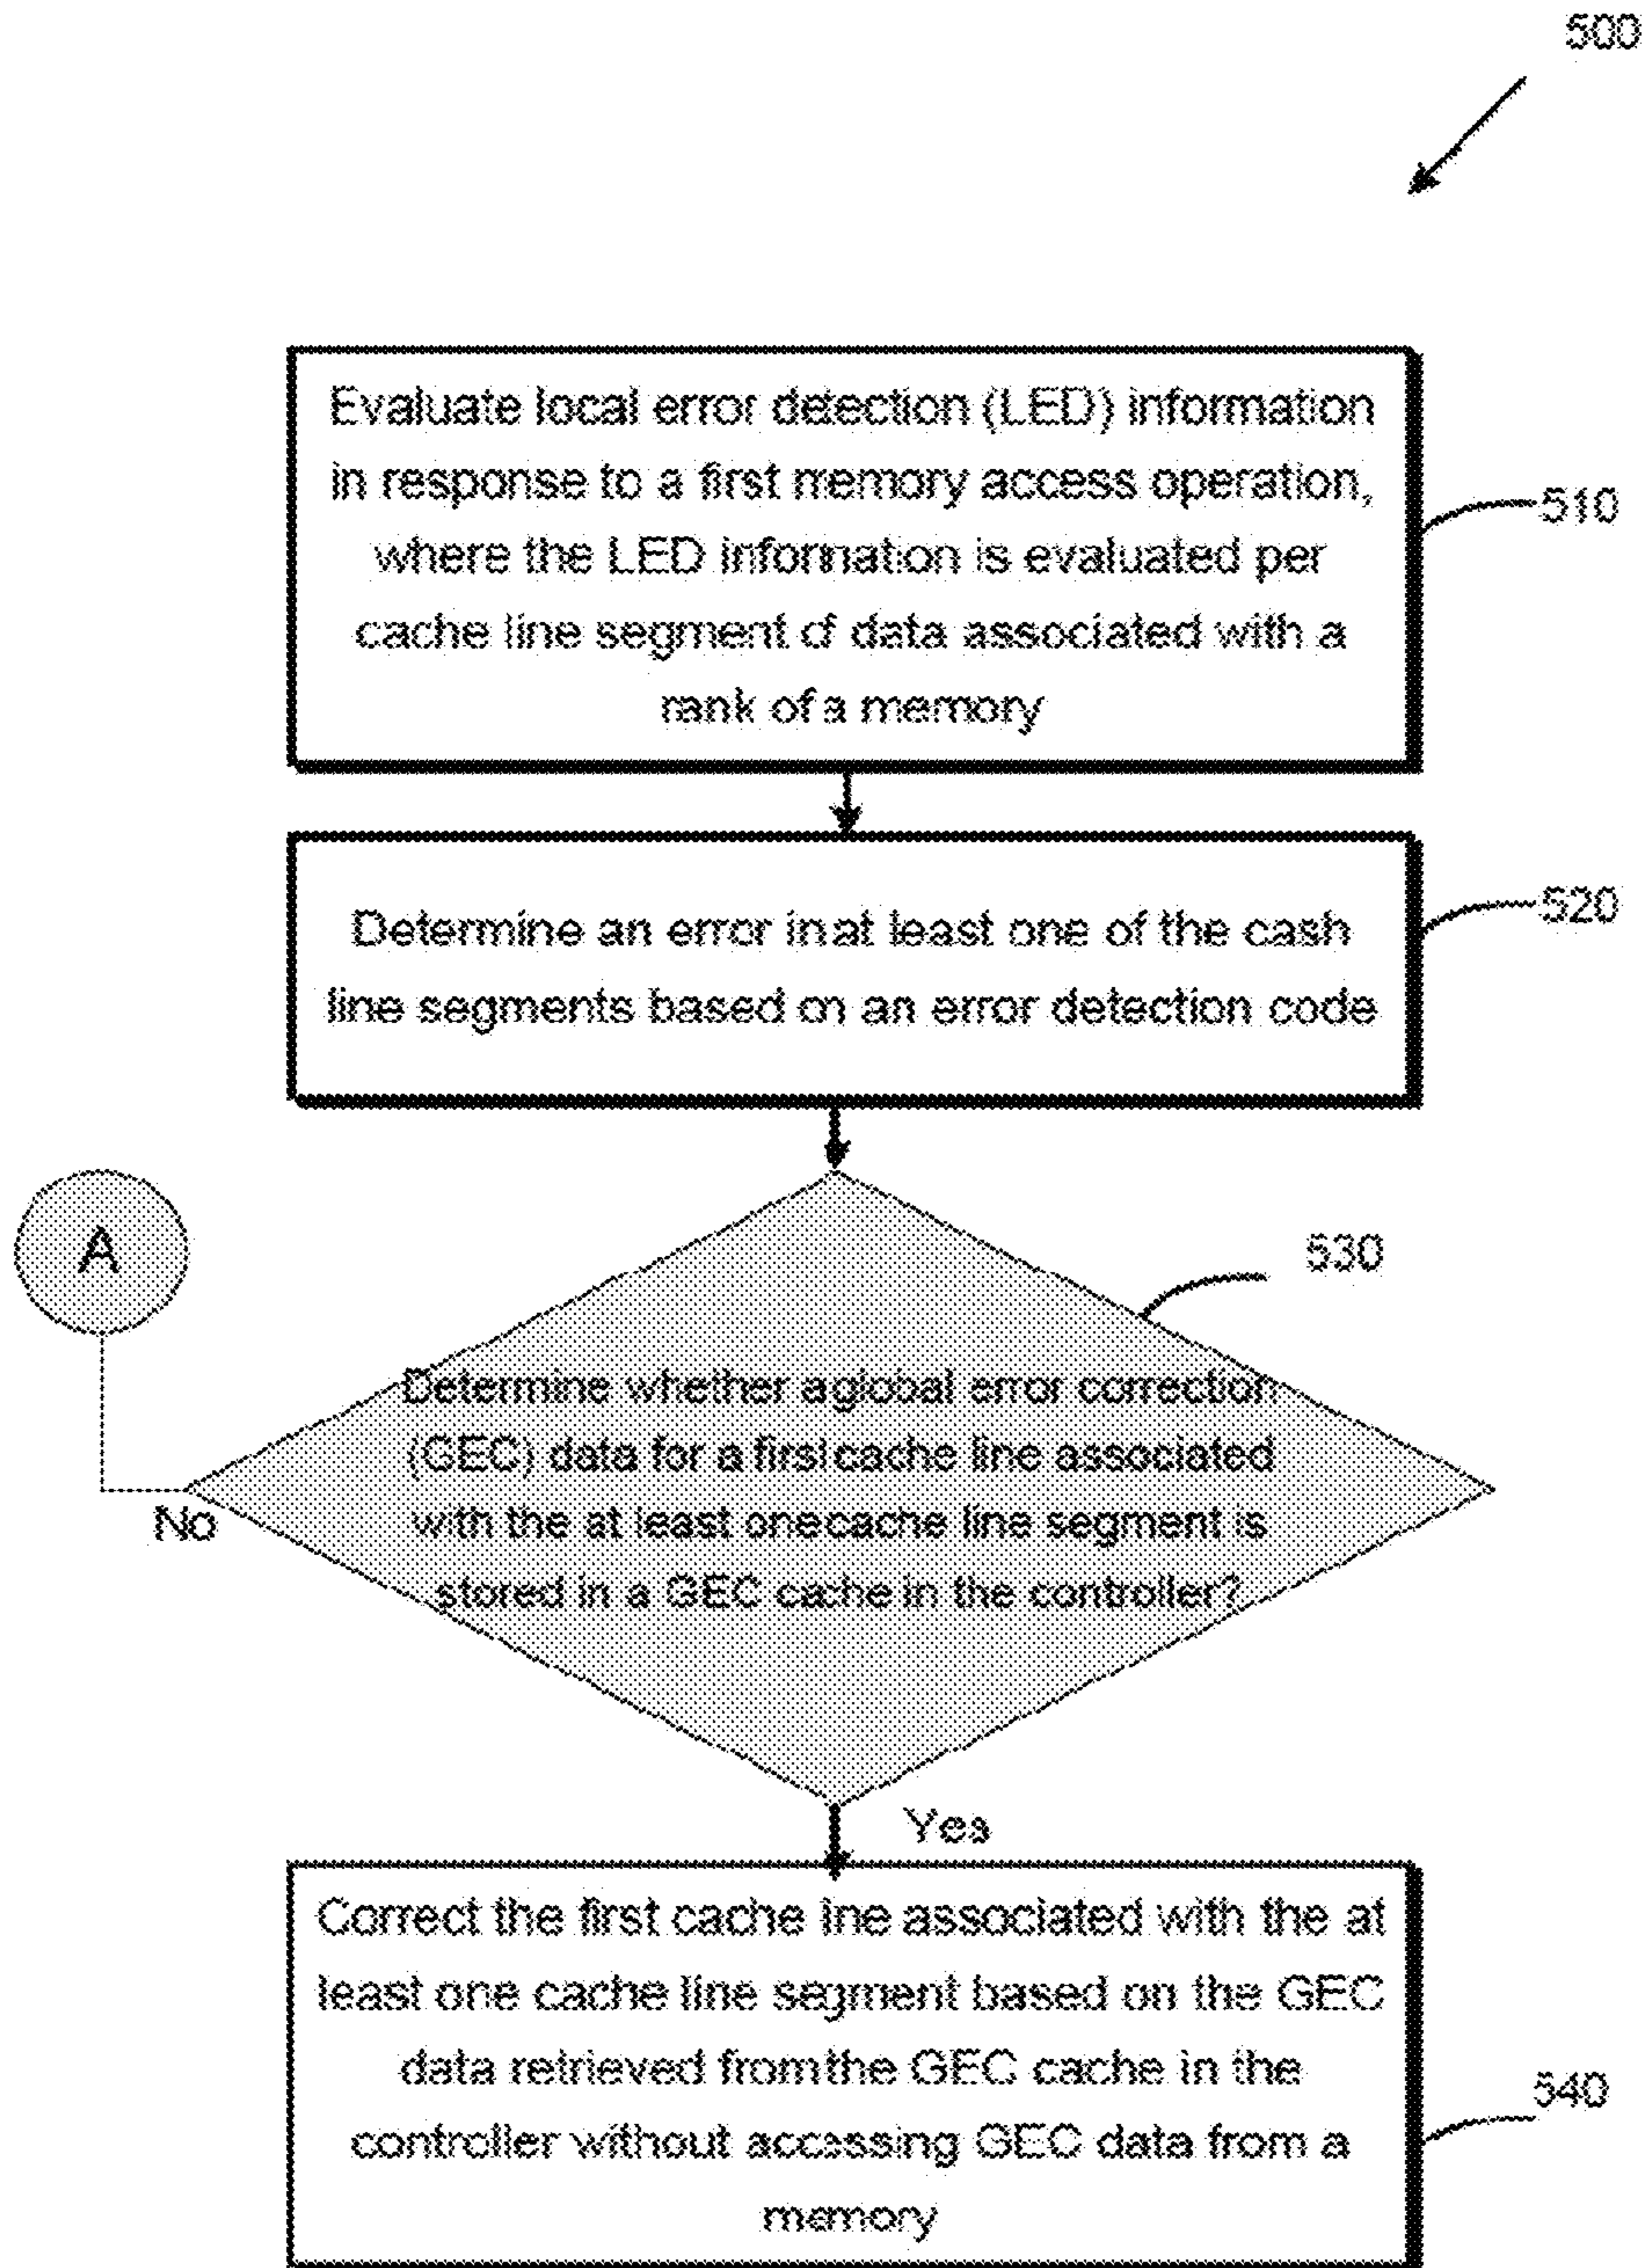 500
Evaluate local error detection (LED) information
in response to a first memory access operation,
where the LED information is evaluated per
cache line segment of data associated with a
rank of a memory
510
Determine an error in at least one of the cash
line segments based on an error detection code
520
A
530
Determine whether a global error correction
(GEC) data for a first cache line associated
with the at least one cache line segment is
stored in a GEC cache in the controller?
No
Yes
Correct the first cache line associated with the at
least one cache line segment based on the GEC
data retrieved from the GEC cache in the
controller without accessing GEC data from a
memory
540